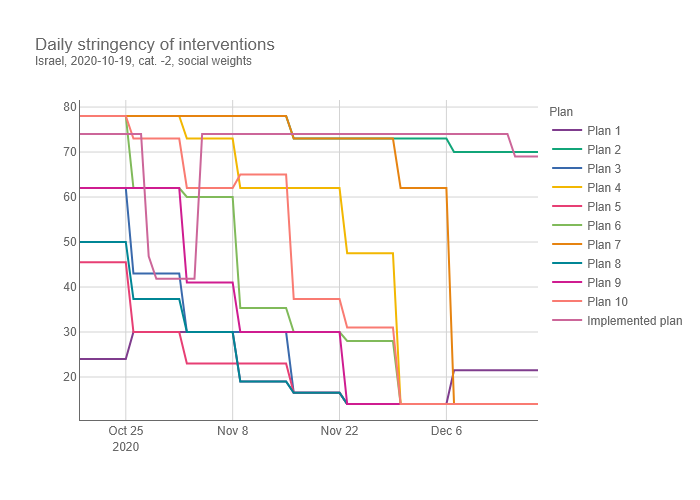 Daily stringency of interventions
Israel, 2020-10-19, cat. -2, social weights
80
70
60
50
40
30
20
Oct 25
2020
Nov 8
Nov 22
Dec 6
Plan
Plan 1
Plan 2
Plan 3
Plan 4
Plan 5
Plan 6
Plan 7
Plan 8
Plan 9
Plan 10
Implemented plan